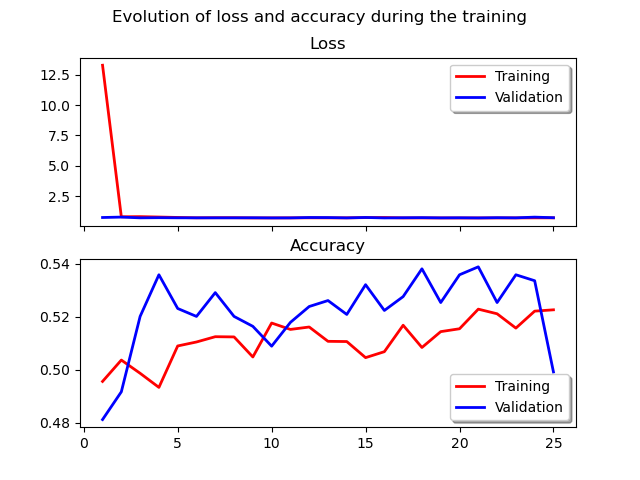 Evolution of loss and accuracy during the training
Loss
12.5
10.0
7.5
5.0
2.5
Training
Validation
Accuracy
0.54
0.52
0.50
0.48
Training
Validation
0 5 10 15 20 25